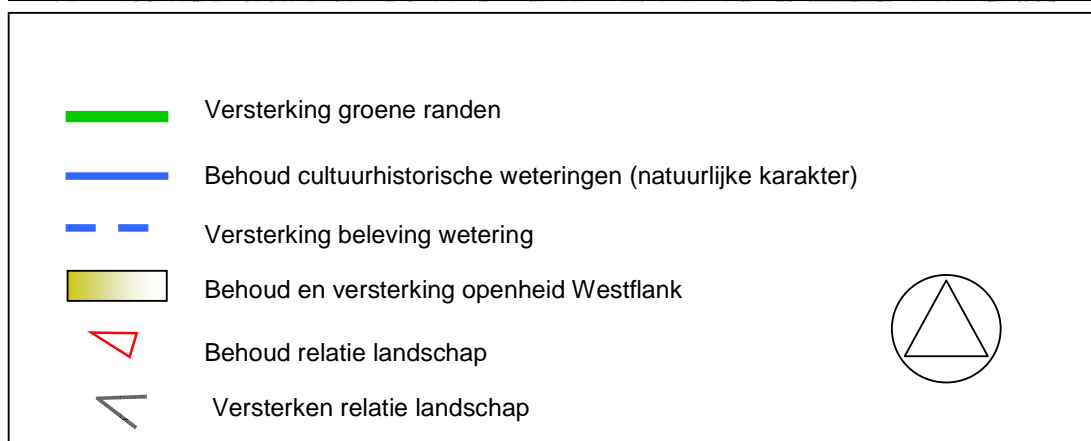 Versterking groene randen
Behoud cultuurhistorische weteringen (natuurlijke karakter)
Versterking beleving wetering
Behoud en versterking openheid Westflank
Behoud relatie landschap
Versterken relatie landschap